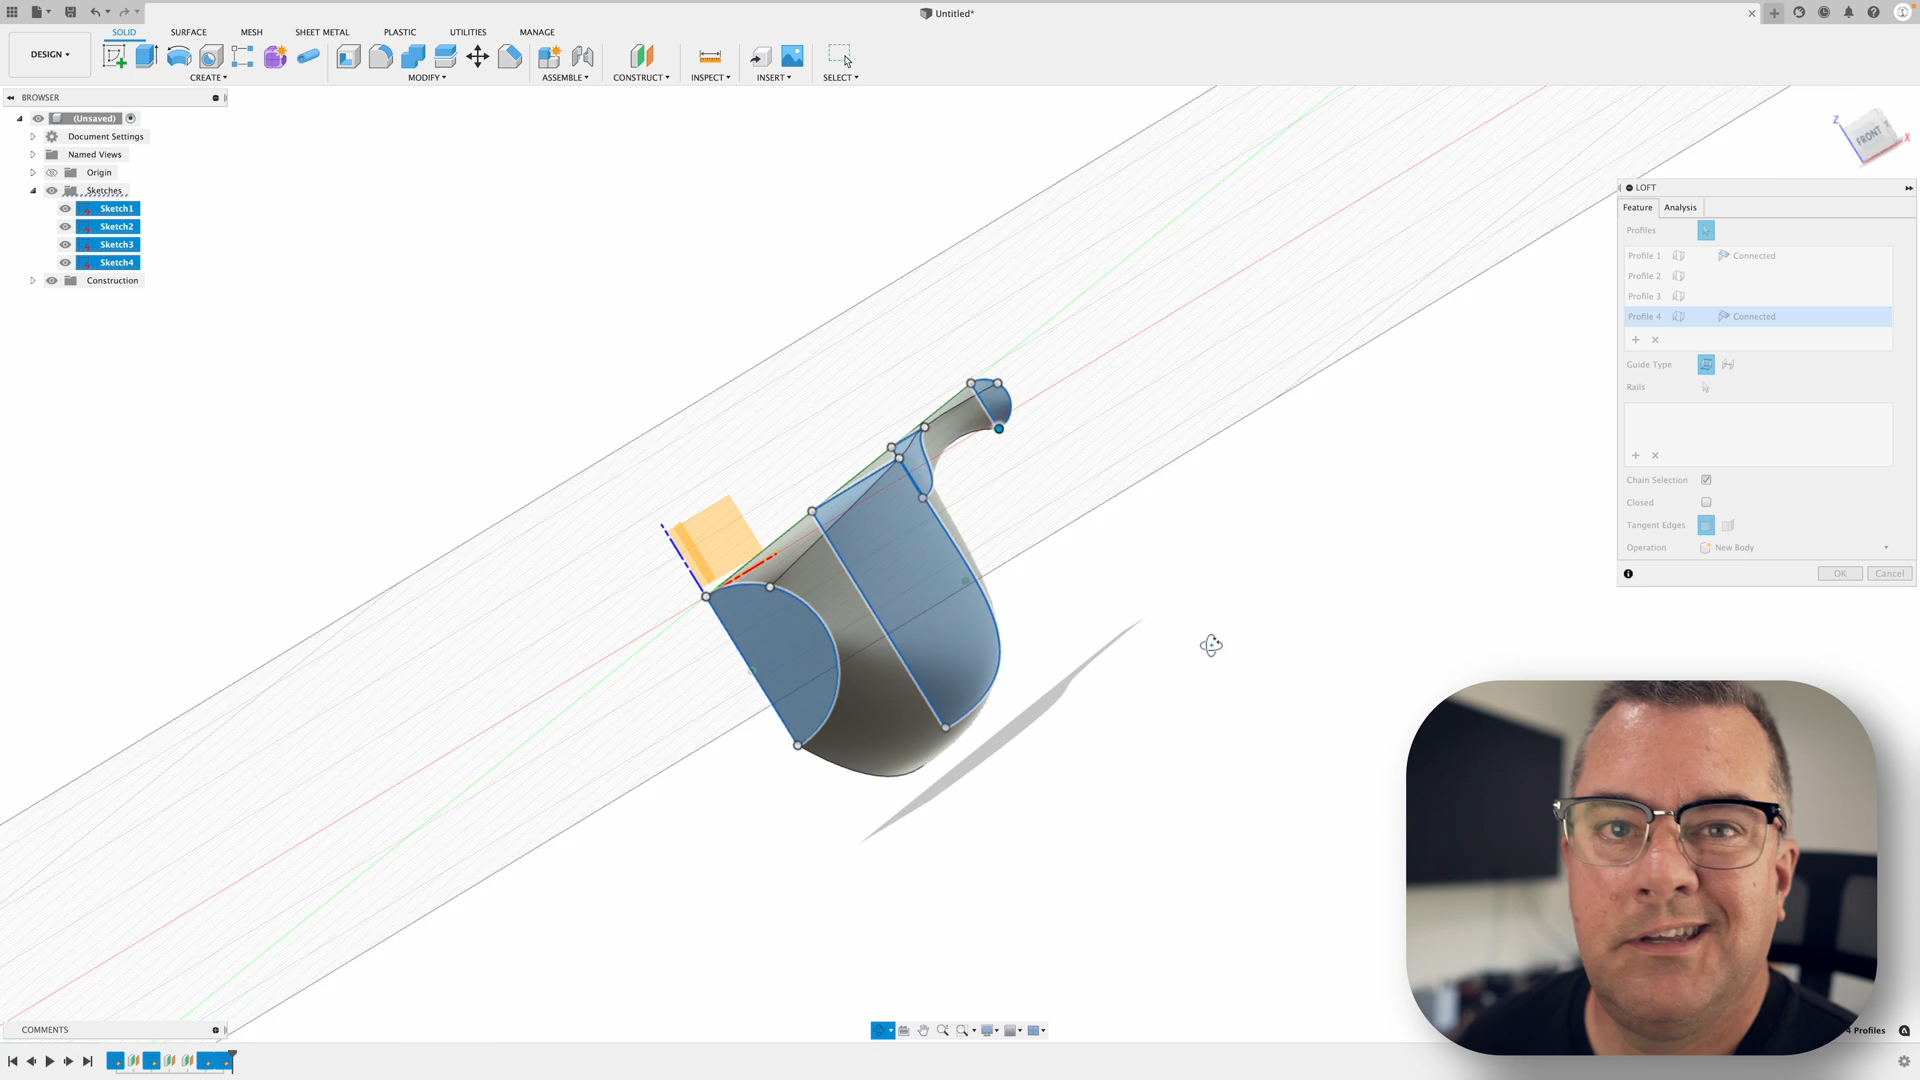 Untitled*
SOLID SURFACE MESH SHEET METAL PLASTIC UTILITIES MANAGE
DESIGN
CREATE MODIFY ASSEMBLE CONSTRUCT INSPECT INSERT SELECT
BROWSER
(Unsaved)
Document Settings
Named Views
Origin
Sketches
Sketch1
Sketch2
Sketch3
Sketch4
Construction
Z
FRONT
X
LOFT
Feature Analysis
Profiles
Profile 1 Connected
Profile 2
Profile 3
Profile 4 Connected
Guide Type
Rails
Chain Selection
Closed
Tangent Edges
Operation New Body
OK Cancel
COMMENTS
4 Profiles